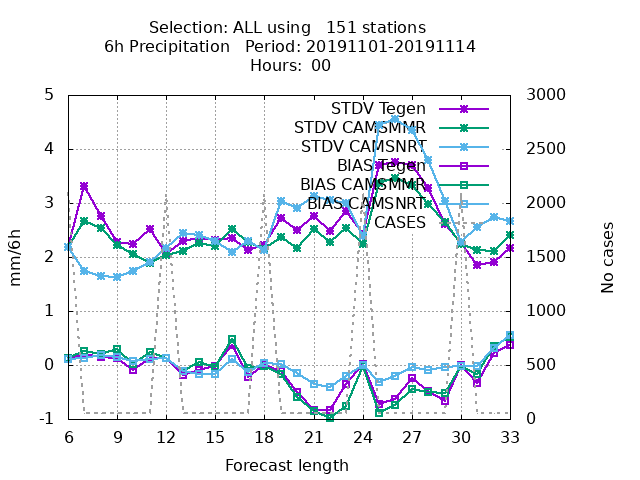 Selection: ALL using   151 stations
6h Precipitation   Period: 20191101-20191114
Hours: 00
STDV Tegen
STDV CAMSMMR
STDV CAMSNRT
BIAS Tegen
BIAS CAMSMMR
BIAS CAMSNRT
CASES
5
4
3
2
1
0
-1
3000
2500
2000
1500
1000
500
0
mm/6h
No cases
6 9 12 15 18 21 24 27 30 33
Forecast length